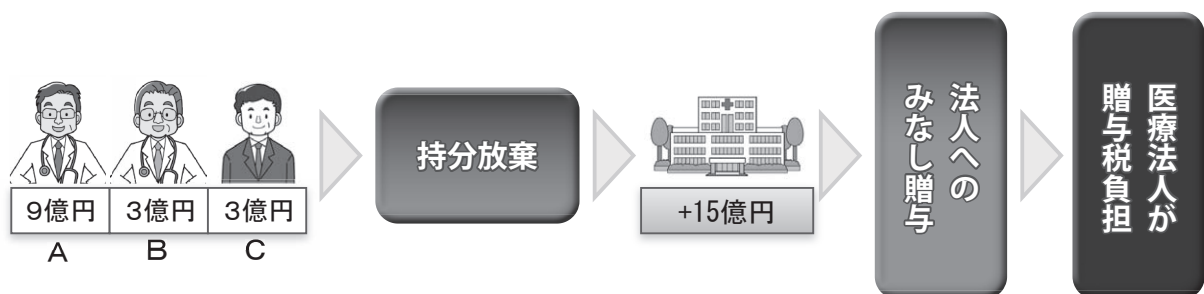 9億円
3億円
3億円
A
B
C
持分放棄
+15億円
法人への
みなし贈与
医療法人が
贈与税負担